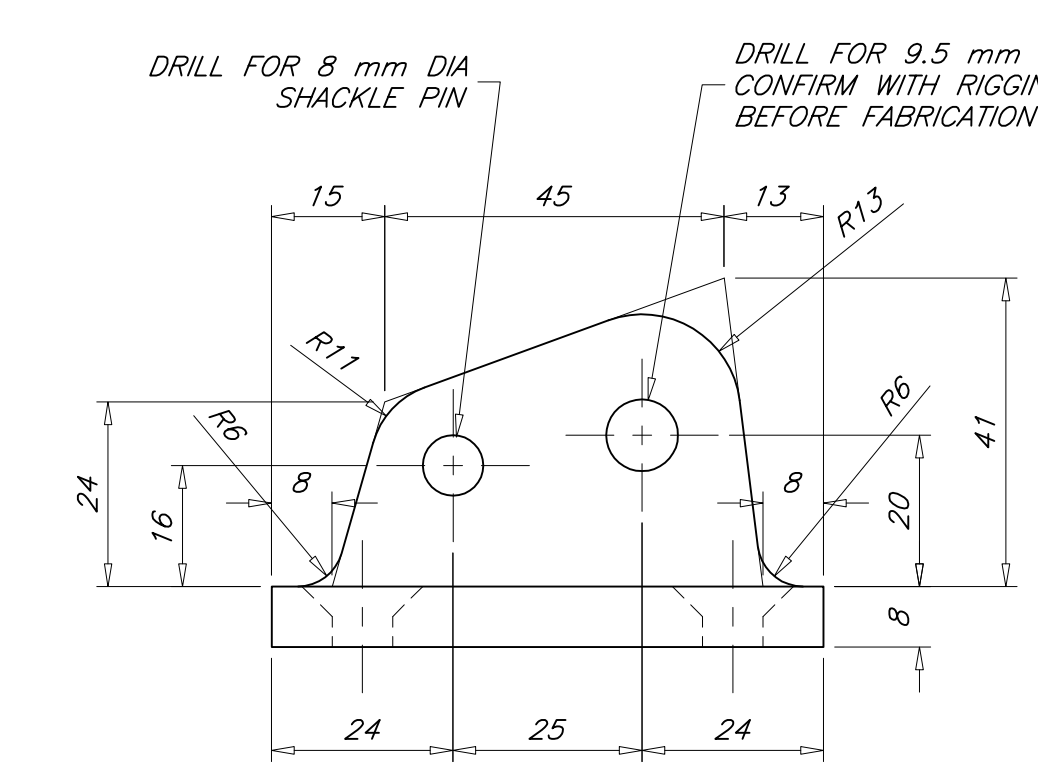 DRILL FOR 8 mm DIA
SHACKLE PIN
DRILL FOR 9.5 mm
CONFIRM WITH
BEFORE FABRICATION
15
45
13
R13
R11
R6
R6
8
8
24
16
41
20
8
24
25
24